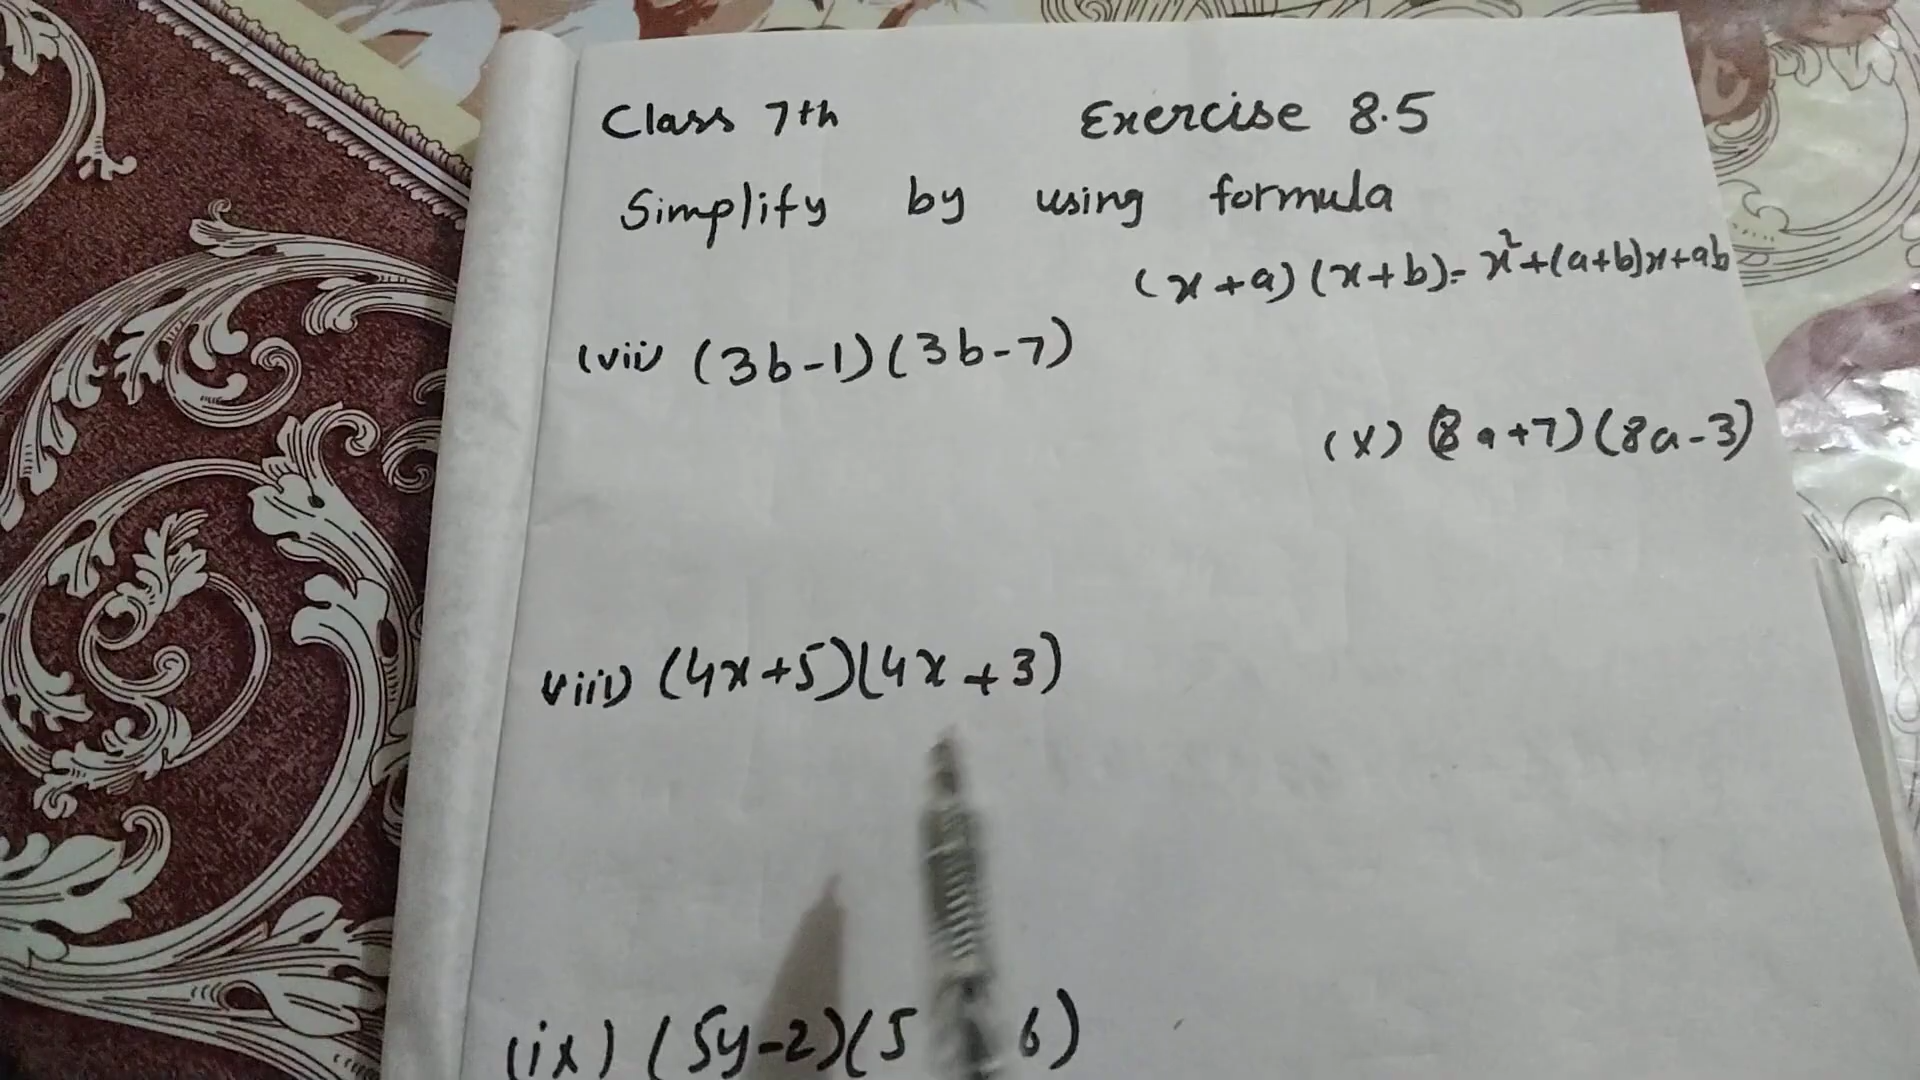 Class 7th Exercise 8.5
Simplify by using formula
(x+a)(x+b)= x²+(a+b)x+ab
(vii) (3b-1)(3b-7)
(x) (8a+7)(8a-3)
viii) (4x+5)(4x+3)
(ix) (5y-2)(5 6)